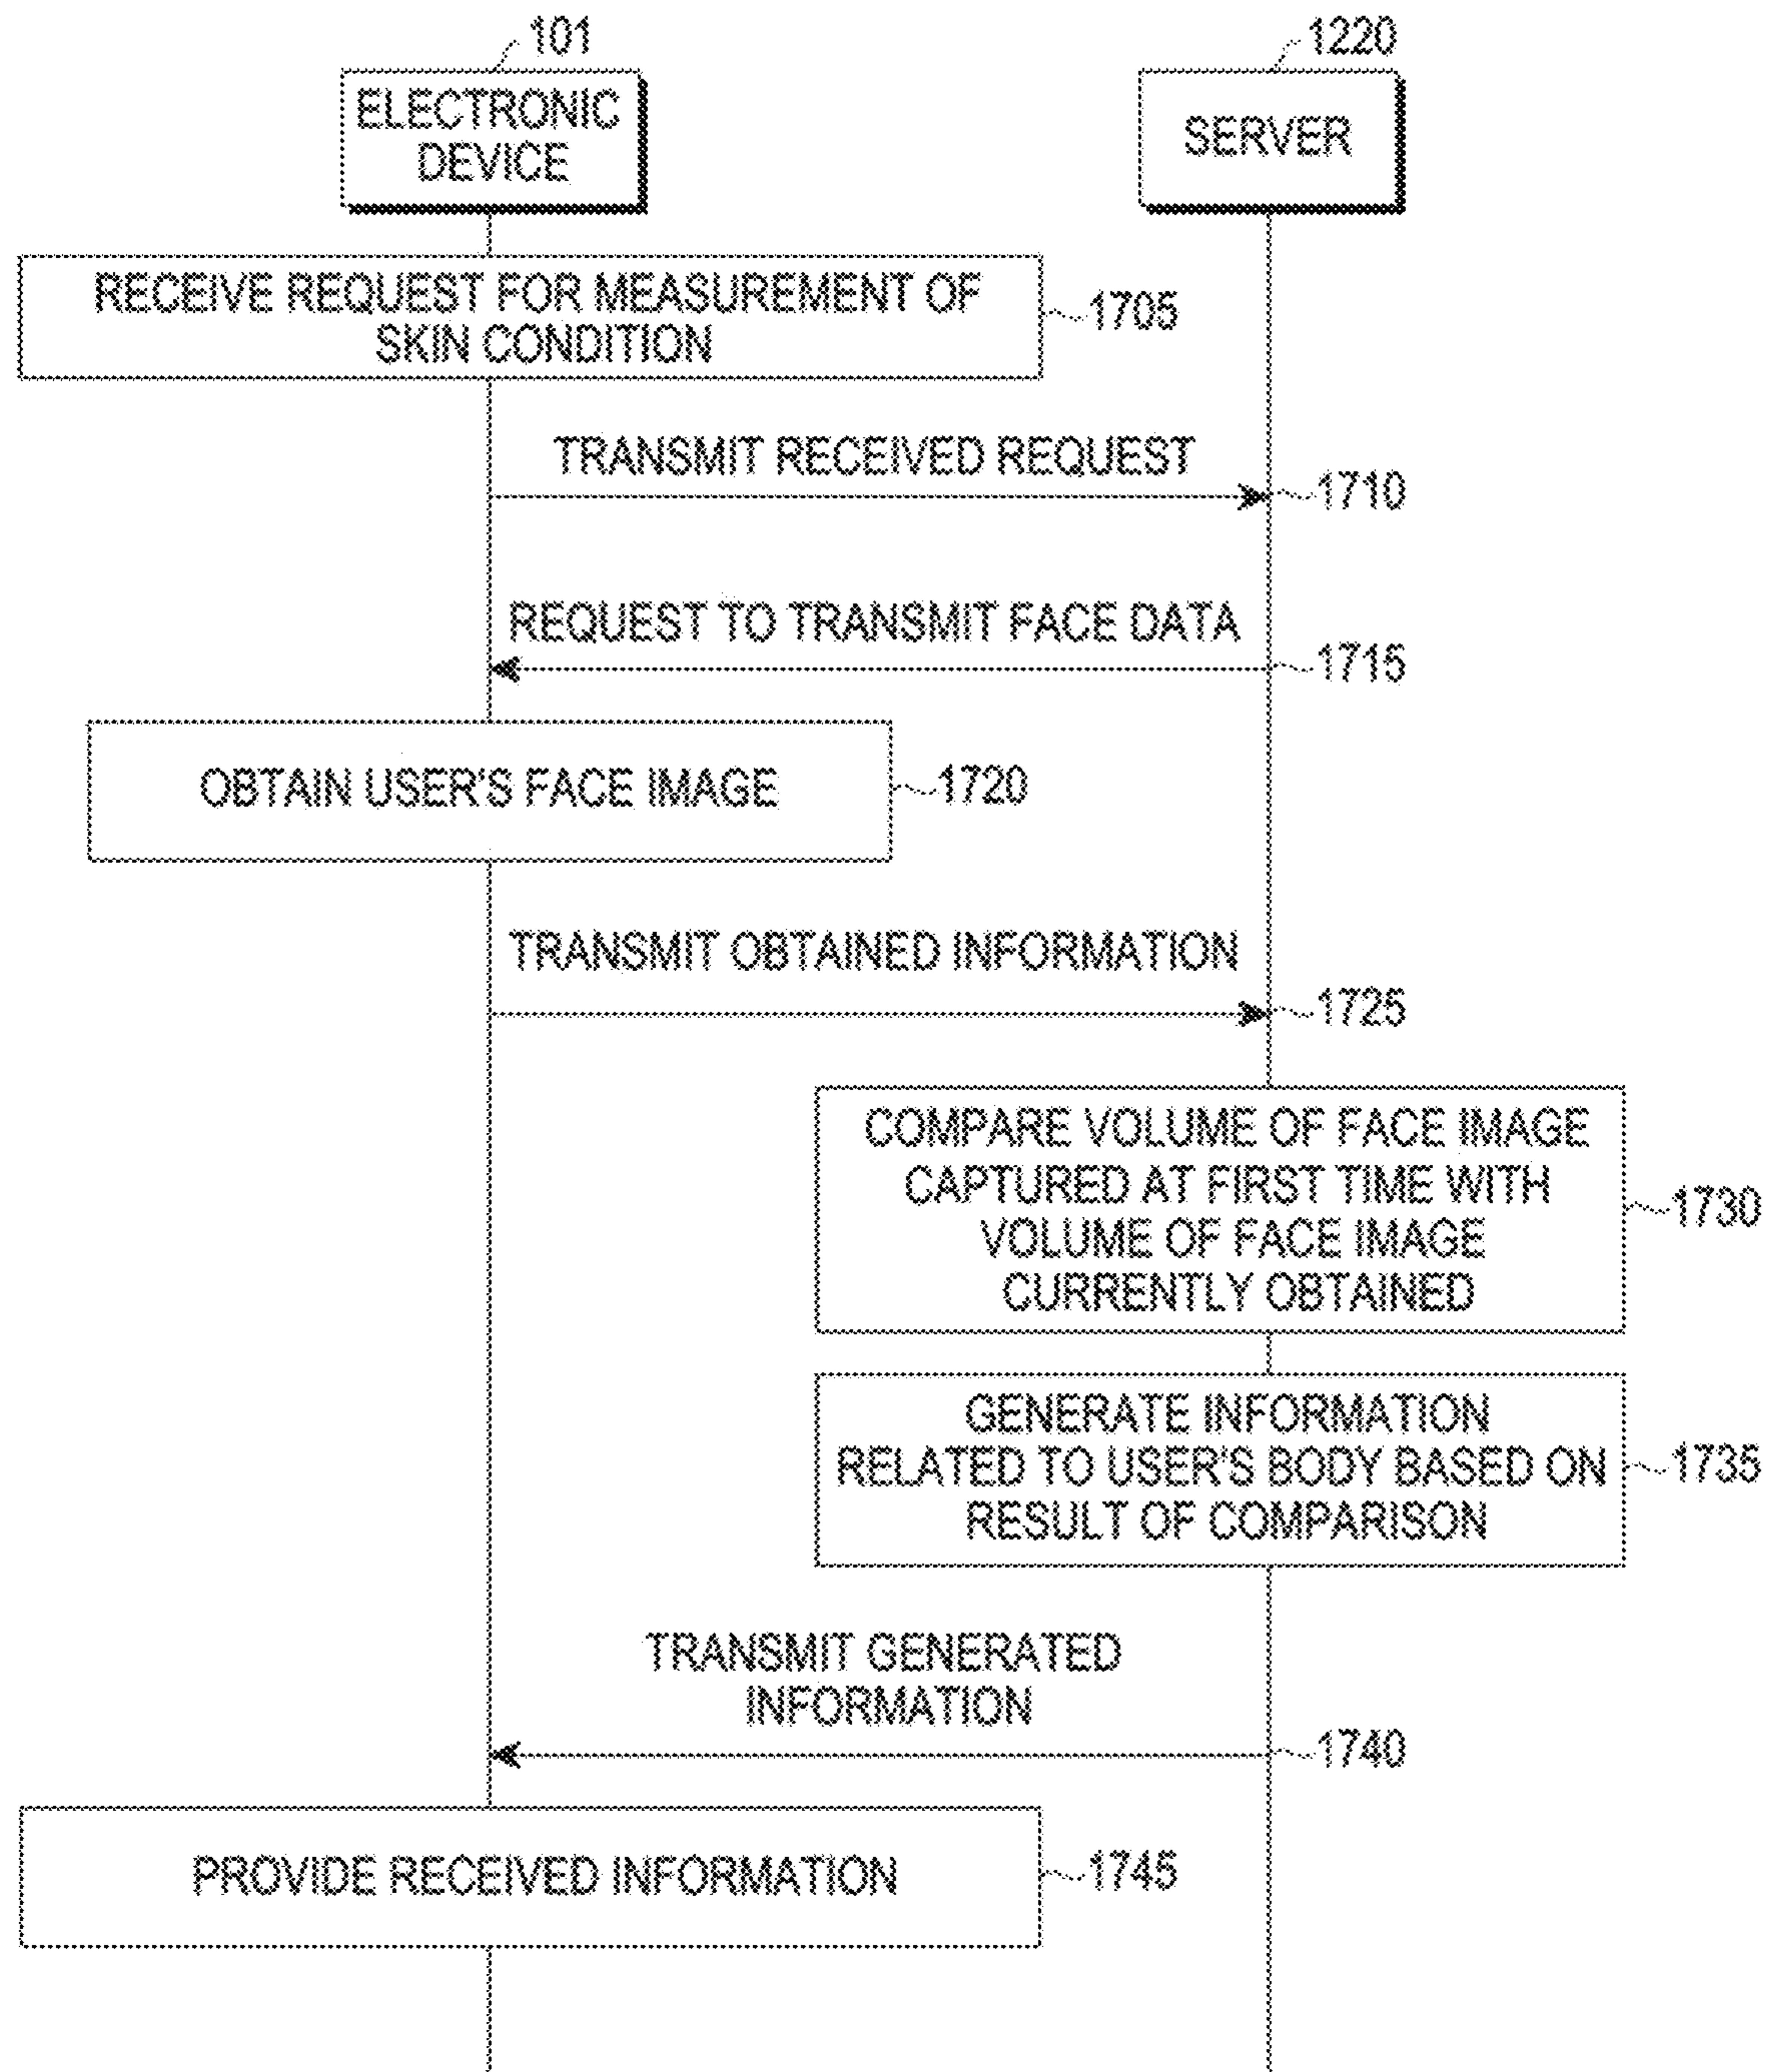 101
1220
ELECTRONIC
DEVICE
SERVER
RECEIVE REQUEST FOR MEASUREMENT OF
SKIN CONDITION
1705
TRANSMIT RECEIVED REQUEST
1710
REQUEST TO TRANSMIT FACE DATA
1715
OBTAIN USER'S FACE IMAGE
1720
TRANSMIT OBTAINED INFORMATION
1725
COMPARE VOLUME OF FACE IMAGE
CAPTURED AT FIRST TIME WITH
VOLUME OF FACE IMAGE
CURRENTLY OBTAINED
1730
GENERATE INFORMATION
RELATED TO USER'S BODY BASED ON
RESULT OF COMPARISON
1735
TRANSMIT GENERATED
INFORMATION
1740
PROVIDE RECEIVED INFORMATION
1745